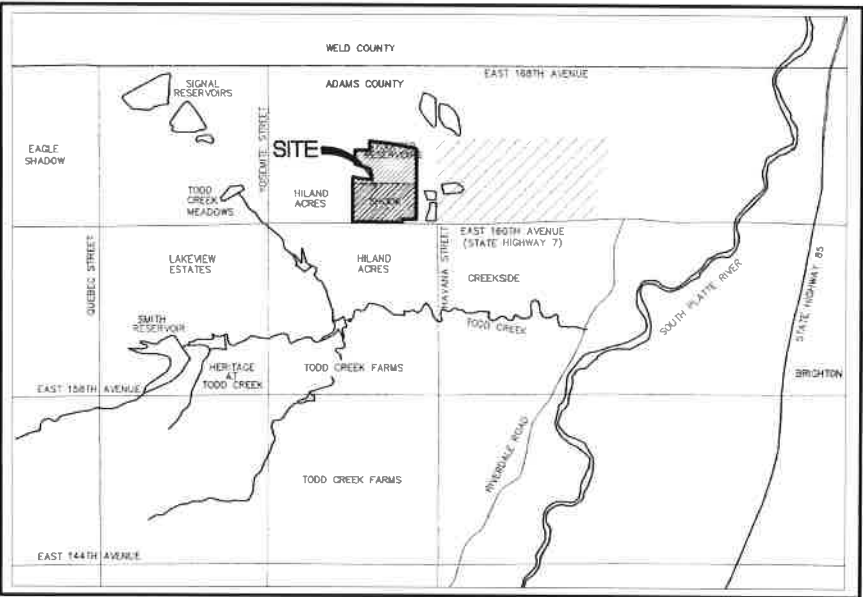 WELD COUNTY
EAST 168TH AVENUE
ADAMS COUNTY
SIGNAL
RESERVOIRS
YOSEMITE STREET
SITE
RESERVOIRS
EAGLE
SHADOW
TODD
CREEK
MEADOWS
HILAND
ACRES
SHOOK
EAST 160TH AVENUE
(STATE HIGHWAY 7)
QUEBEC STREET
LAKEVIEW
ESTATES
HILAND
ACRES
HAVANA STREET
CREEKSIDE
SOUTH PLATTE RIVER
STATE HIGHWAY 85
SMITH
RESERVOIR
TODD CREEK
HERITAGE
AT
TODD CREEK
TODD CREEK FARMS
BRIGHTON
EAST 156TH AVENUE
RIVERDALE ROAD
TODD CREEK FARMS
EAST 144TH AVENUE